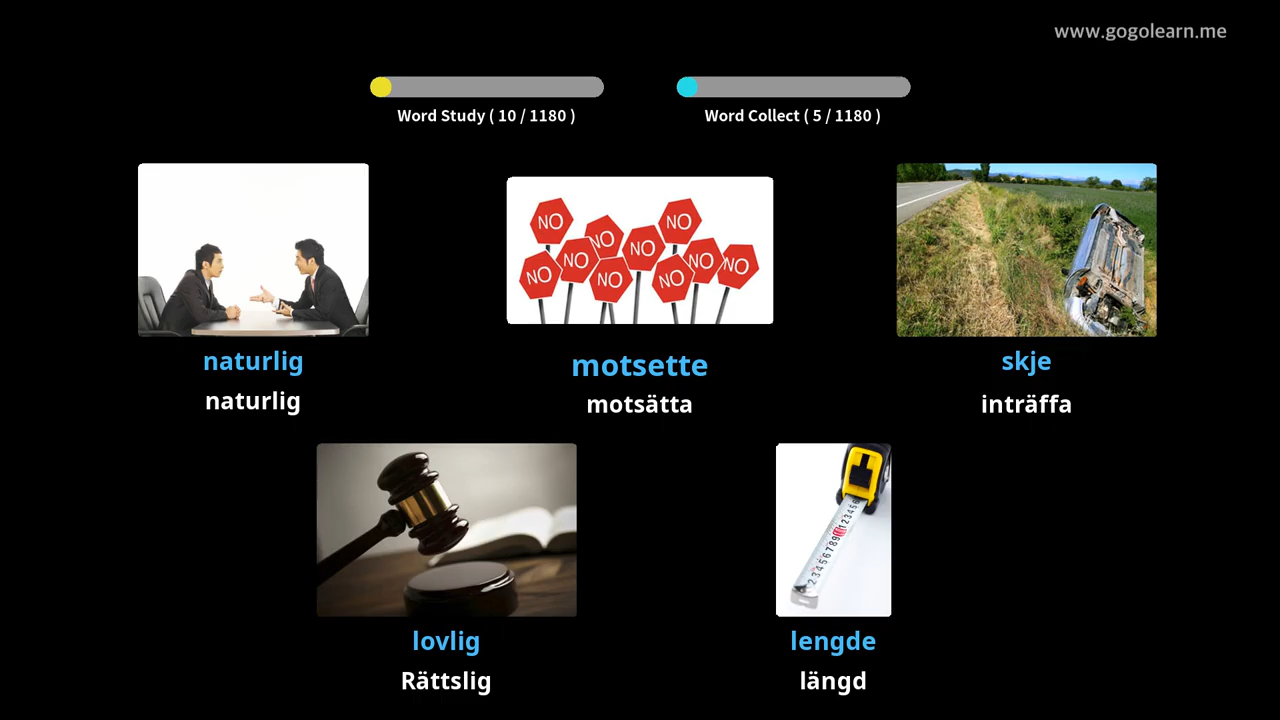 www.gogolearn.me
Word Study ( 10 / 1180 )
Word Collect ( 5 / 1180 )
NO
NO
NO
NO
NO
NO
NO
NO
NO
NO
naturlig
naturlig
motsette
motsätta
skje
inträffa
lovlig
Rättslig
lengde
längd